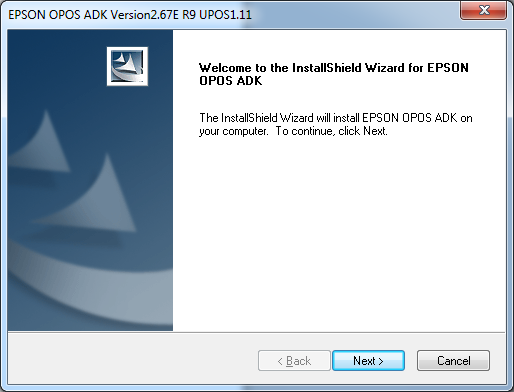 EPSON OPOS ADK Version2.67E R9 UPOS1.11
Welcome to the InstallShield Wizard for EPSON
OPOS ADK
The InstallShield Wizard will install EPSON OPOS ADK on
your computer.  To continue, click Next.
< Back
Next >
Cancel